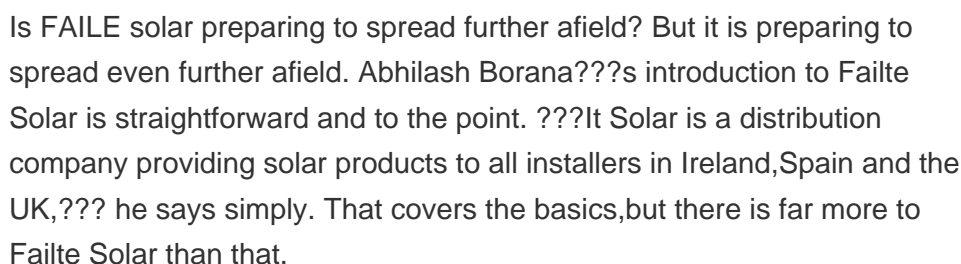 Is FAILE solar preparing to spread further afield? But it is preparing to
spread even further afield. Abhilash Borana???s introduction to Failte
Solar is straightforward and to the point. ???It Solar is a distribution
company providing solar products to all installers in Ireland,Spain and the
UK,??? he says simply. That covers the basics,but there is far more to
Failte Solar than that.